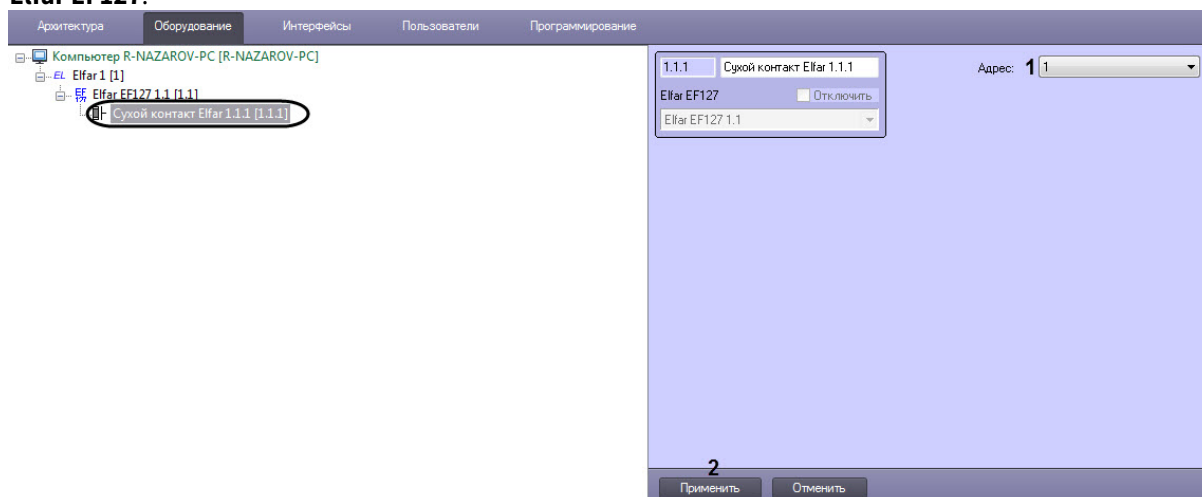 Elfar EF127.
Архитектура Оборудование Интерфейсы Пользователи Программирование
Компьютер R-NAZAROV-PC [R-NAZAROV-PC]
EL Elfar 1 [1]
Elfar EF127 1.1 [1.1]
Сухой контакт Elfar 1.1.1 [1.1.1]
1.1.1 Сухой контакт Elfar 1.1.1
Elfar EF127 Отключить
Elfar EF127 1.1
Адрес: 1 1
2
Применить Отменить